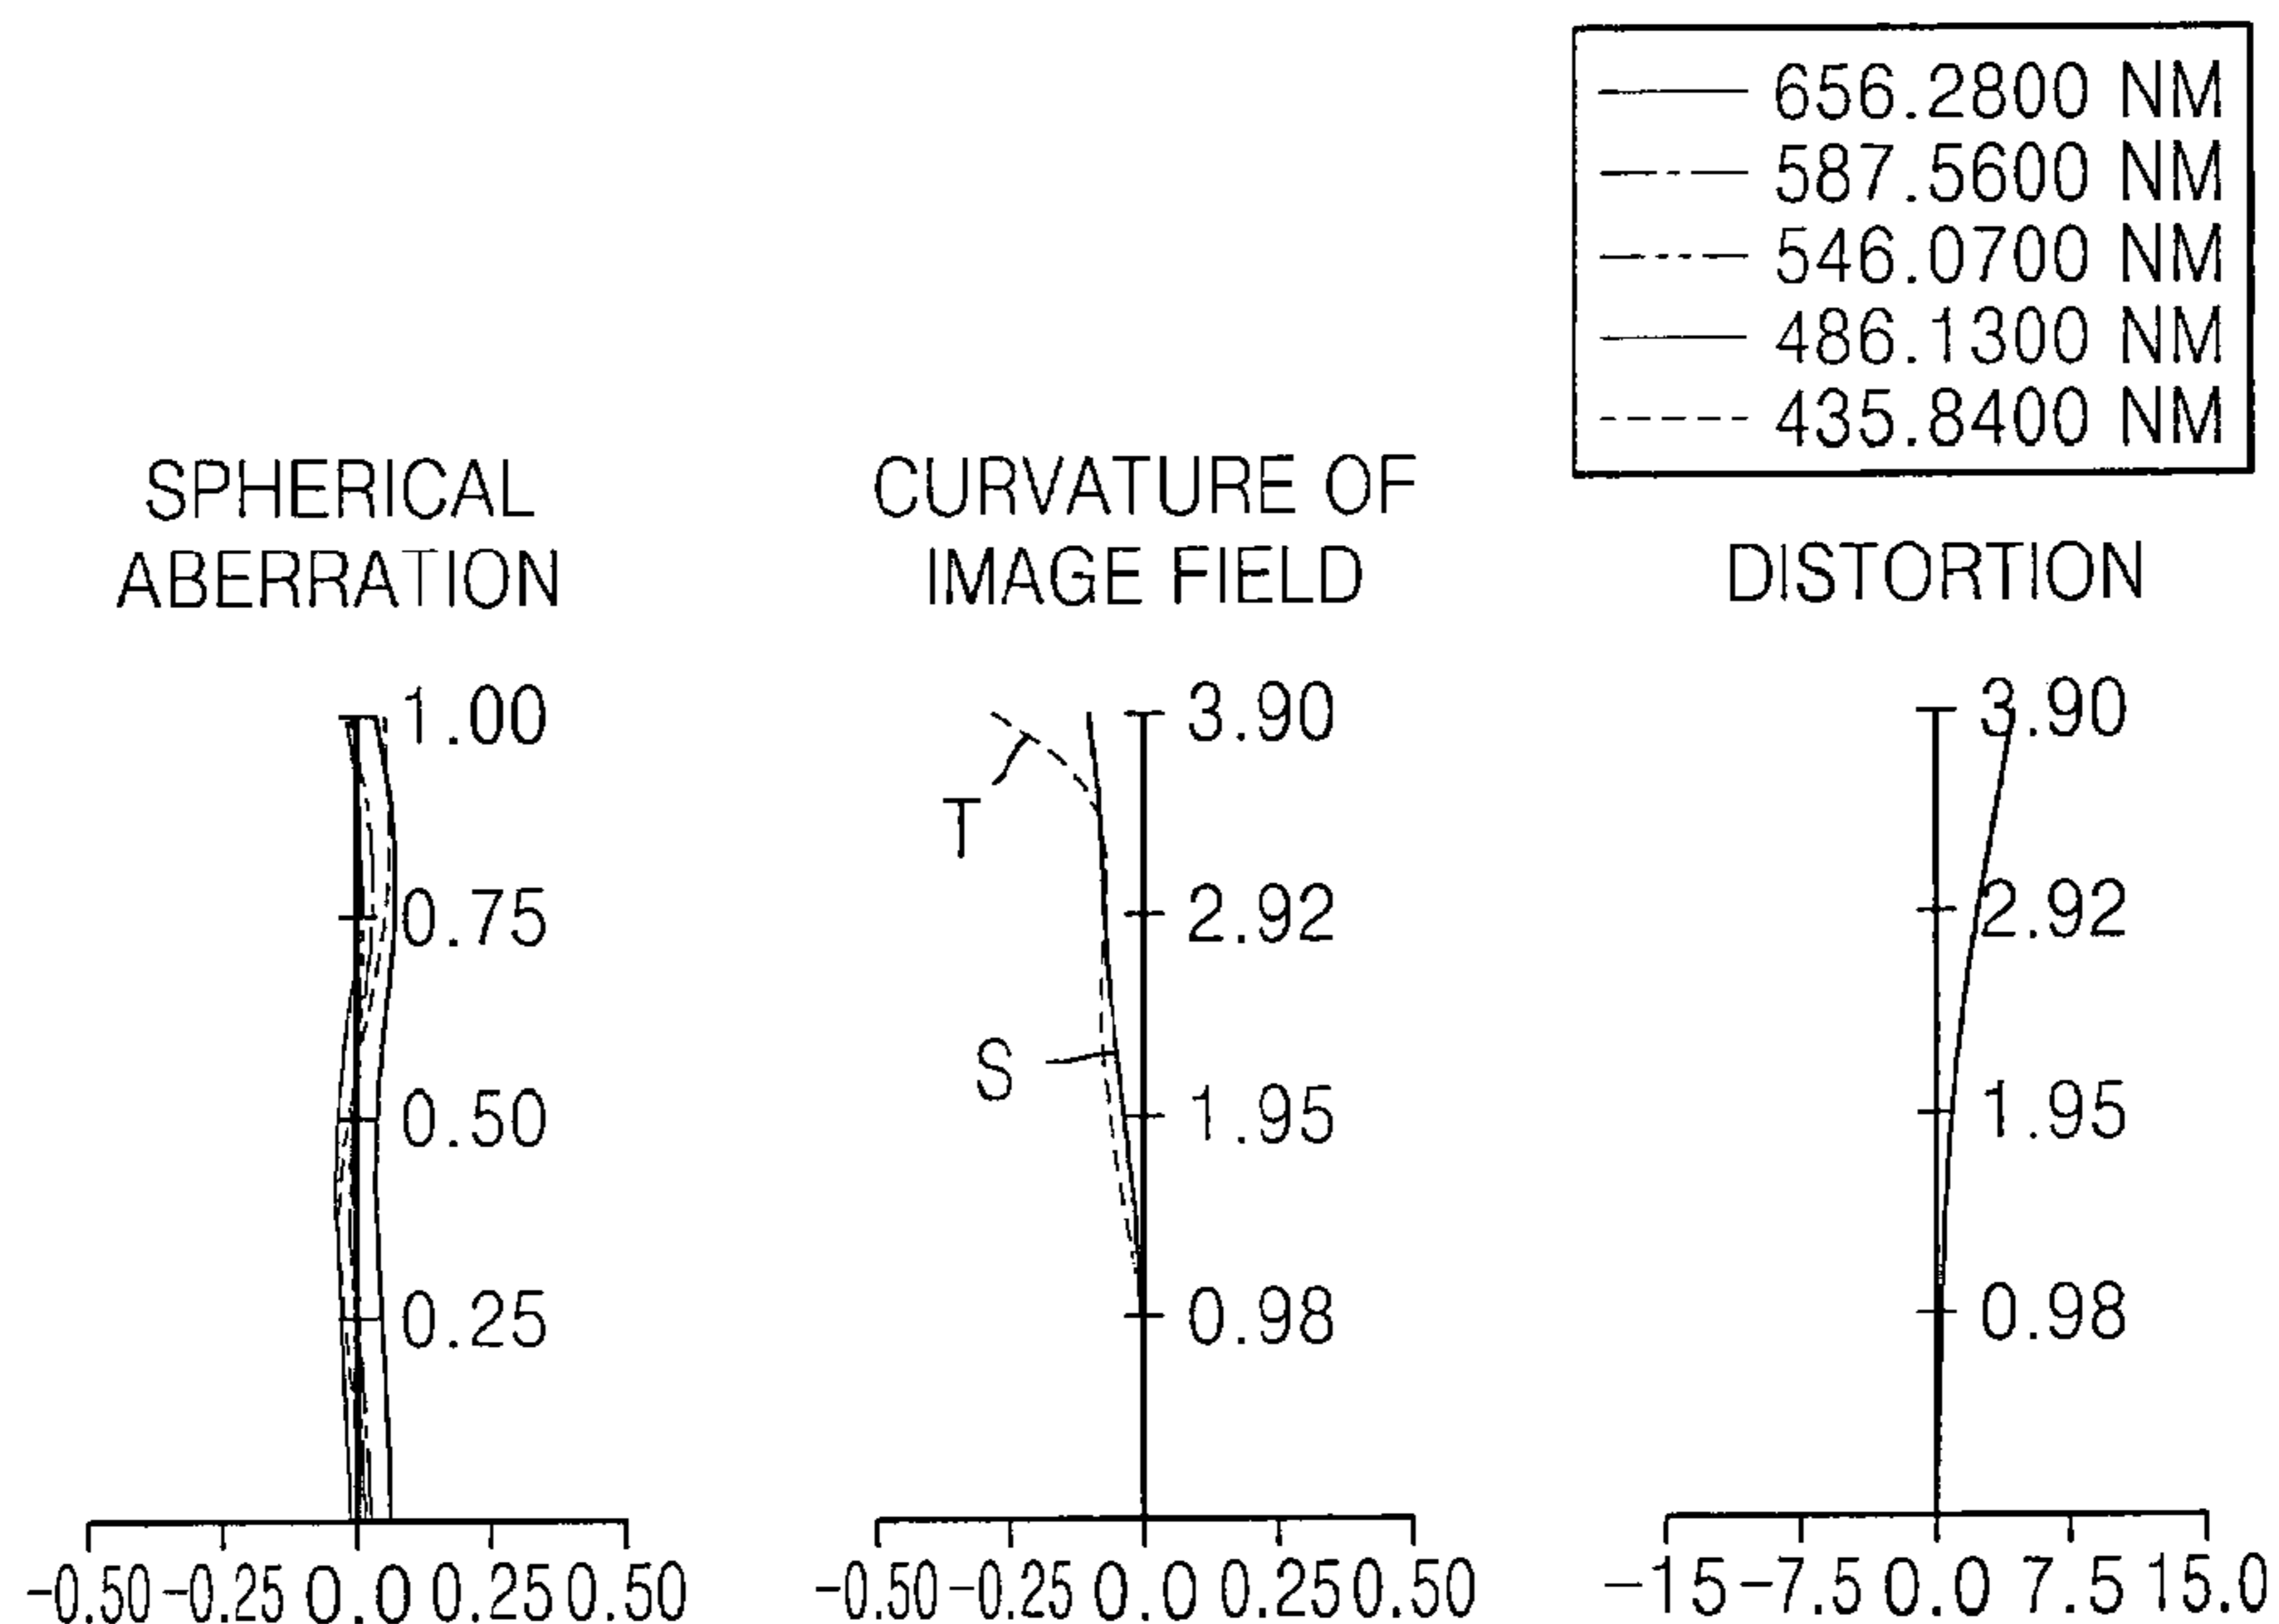 656.2800 NM
587.5600 NM
546.0700 NM
486.1300 NM
435.8400 NM
SPHERICAL
ABERRATION
1.00
0.75
0.50
0.25
-0.50 -0.25 0.0 0.25 0.50
CURVATURE OF
IMAGE FIELD
3.90
T
2.92
S
1.95
0.98
-0.50 -0.25 0.0 0.25 0.50
DISTORTION
3.90
2.92
1.95
0.98
-15 -7.5 0.0 7.5 15.0